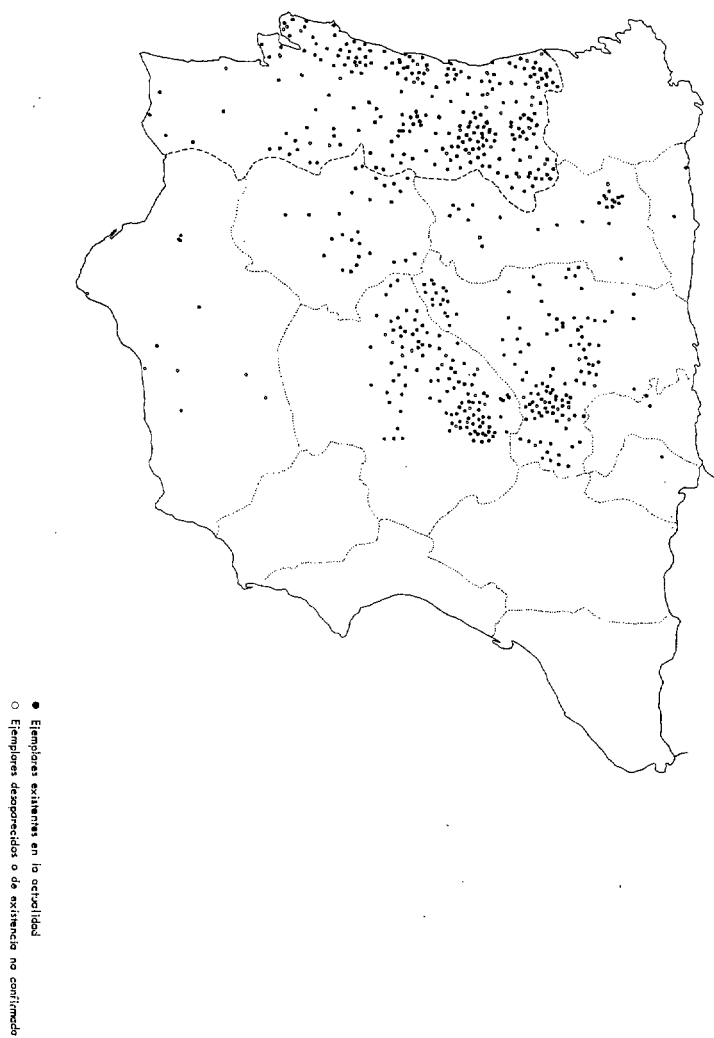 ● Ejemplares existentes en la actualidad
○ Ejemplares desaparecidos o de existencia no confirmada